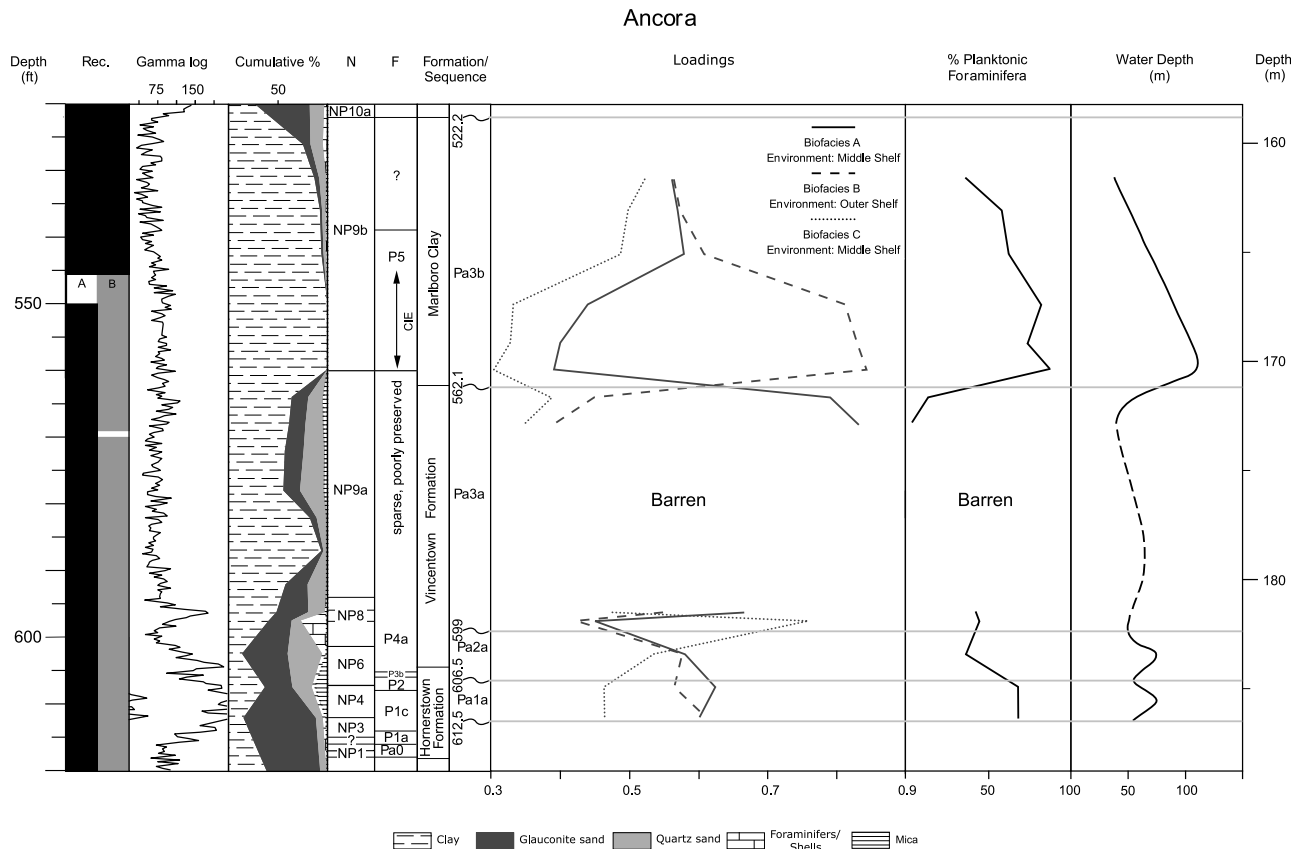 Ancora
Depth
(ft)
Rec.
Gamma log
75 150
Cumulative %
50
N
F
Formation/
Sequence
Loadings
% Planktonic
Foraminifera
Water Depth
(m)
Depth
(m)
550
600
A
B
NP10a
NP9b
NP9a
NP8
NP6
NP4
NP3
?
NP1
?
P5
CIE
sparse, poorly preserved
P4a
P3b
P2
P1c
P1a
Pa0
Marlboro Clay
Vincentown Formation
Hornerstown
Formation
522.2
Pa3b
562.1
Pa3a
599
Pa2a
606.5
Pa1a
612.5
Biofacies A
Environment: Middle Shelf
Biofacies B
Environment: Outer Shelf
Biofacies C
Environment: Middle Shelf
Barren
Barren
160
170
180
0.3 0.5 0.7 0.9 50 100 50 100
Clay
Glauconite sand
Quartz sand
Foraminifers/
Shells
Mica